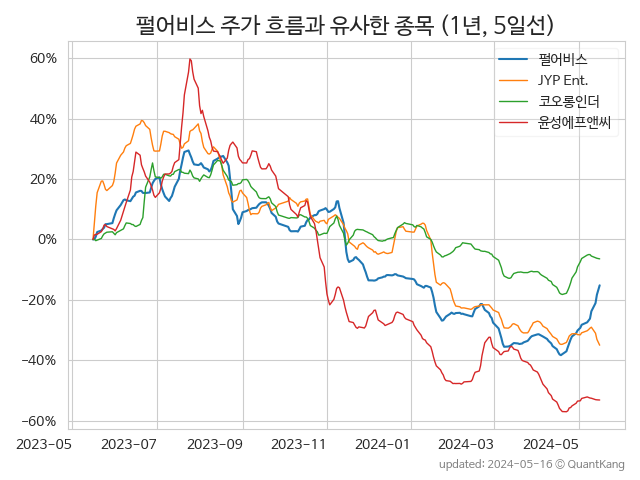 펄어비스 주가 흐름과 유사한 종목 (1년, 5일선)
펄어비스
JYP Ent.
코오롱인더
윤성에프앤씨
60%
40%
20%
0%
−20%
−40%
−60%
2023-05
2023-07
2023-09
2023-11
2024-01
2024-03
2024-05
updated: 2024-05-16 © QuantKang